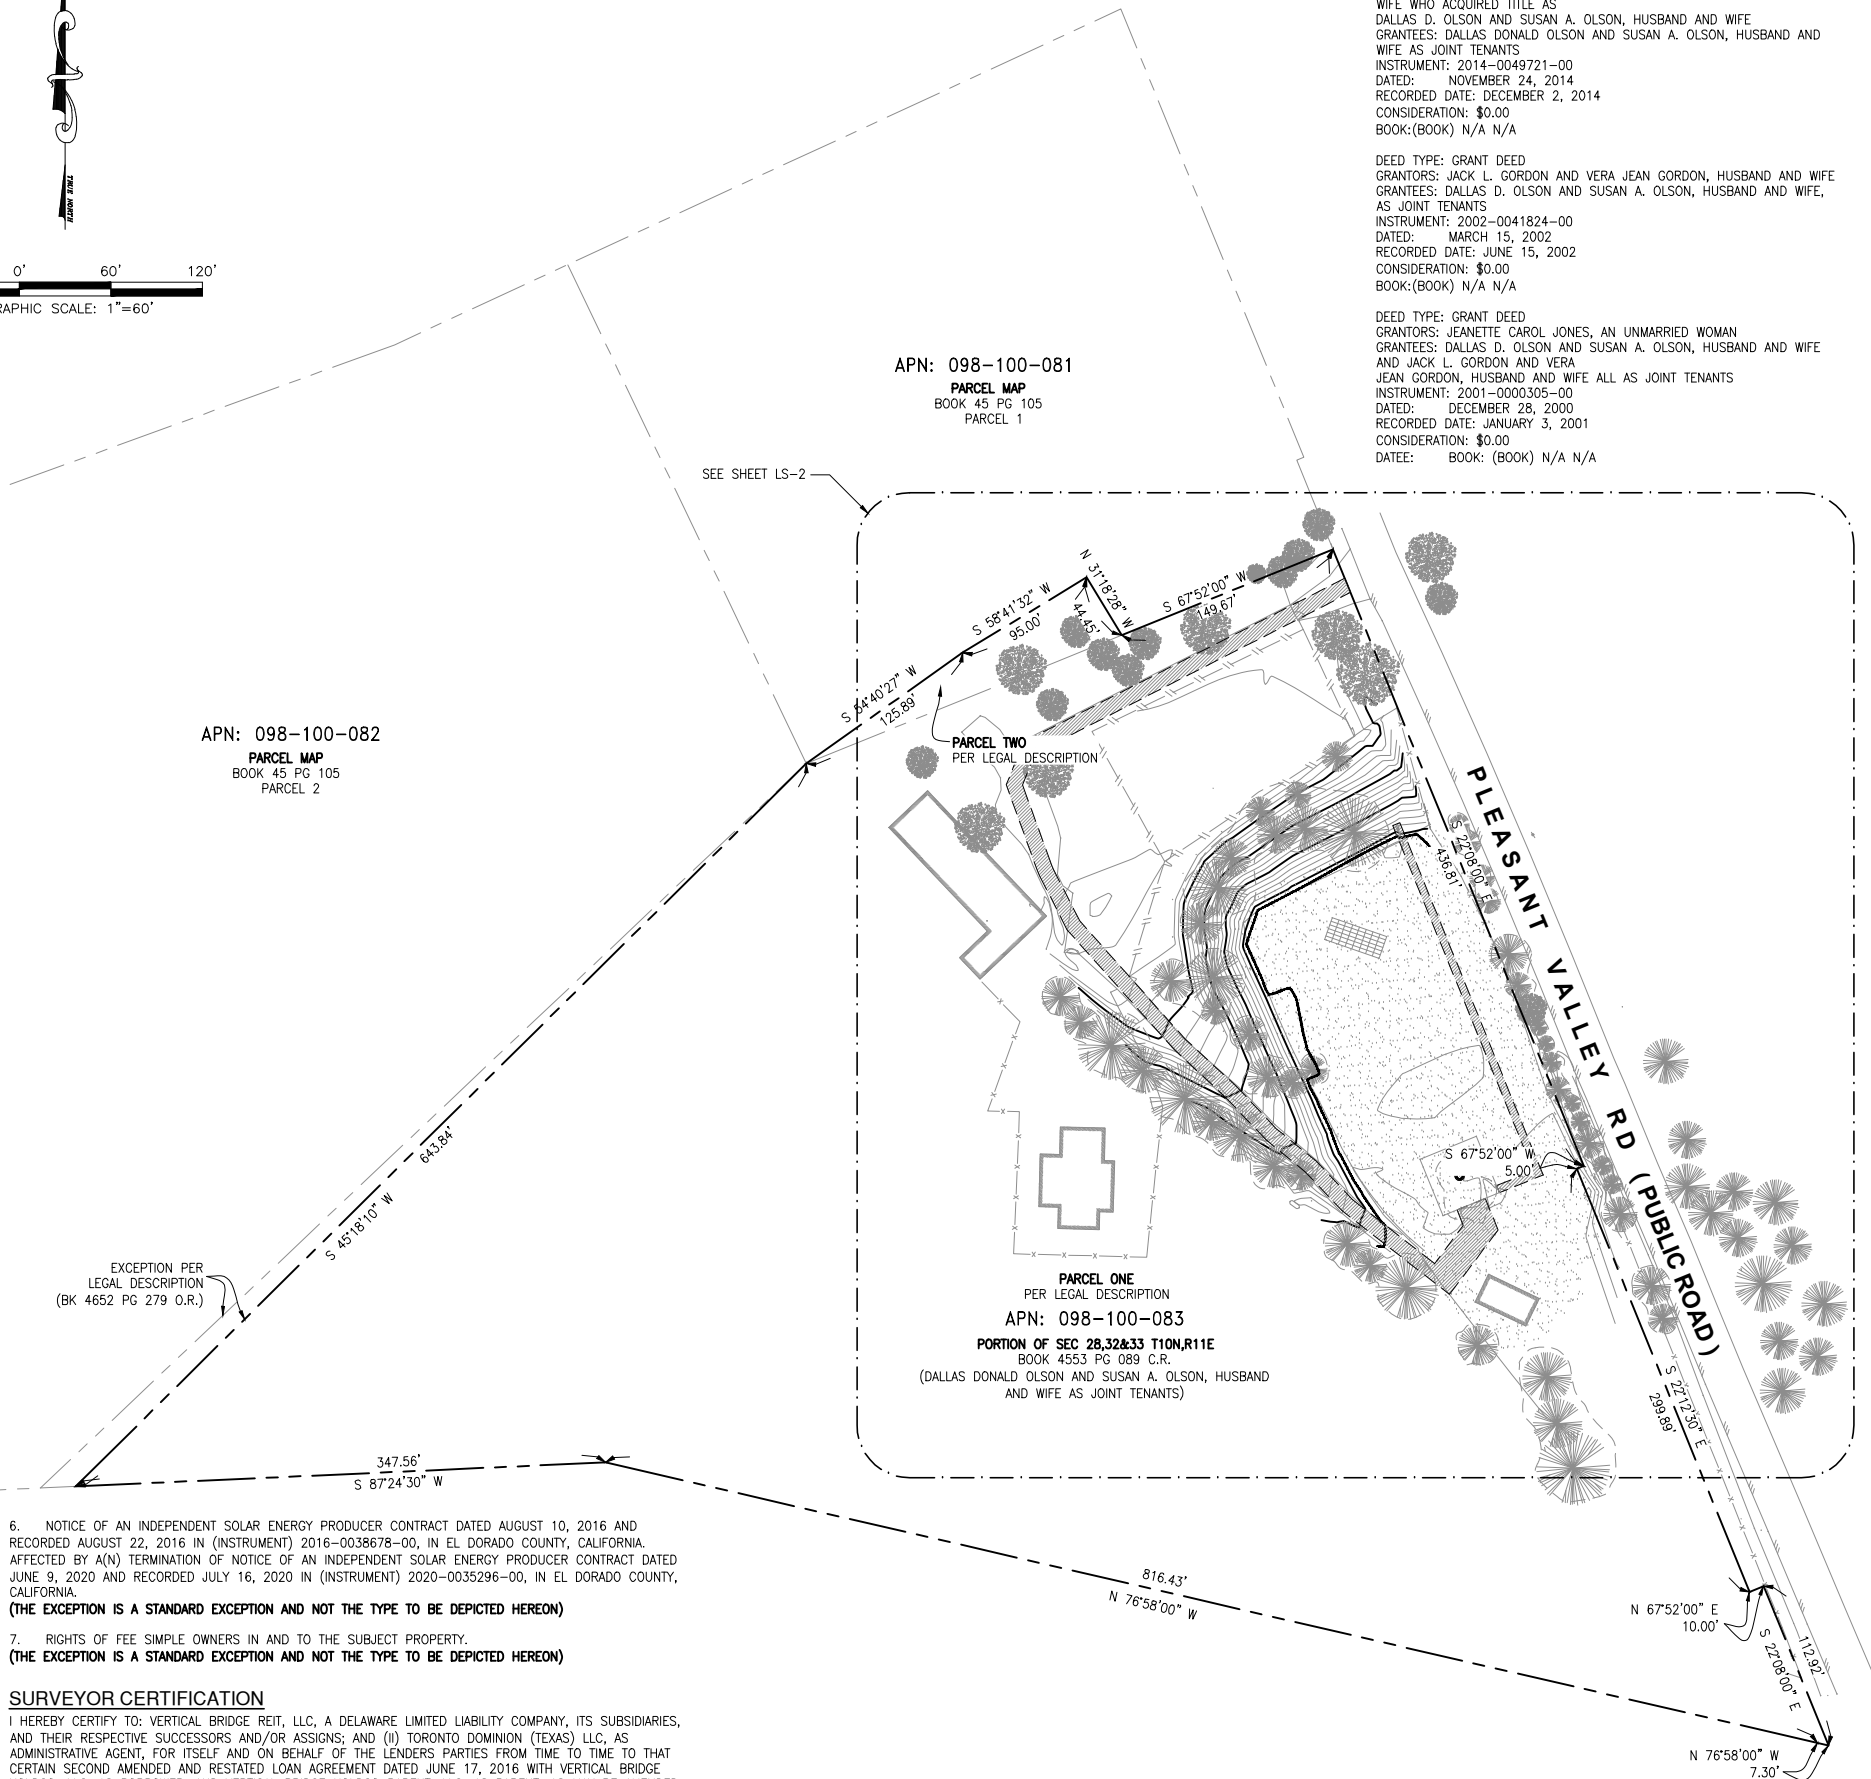 WIFE WHO ACQUIRED TITLE AS
DALLAS D. OLSON AND SUSAN A. OLSON, HUSBAND AND WIFE
GRANTEES: DALLAS DONALD OLSON AND SUSAN A. OLSON, HUSBAND AND
WIFE AS JOINT TENANTS
INSTRUMENT: 2014-0049721-00
DATED: NOVEMBER 24, 2014
RECORDED DATE: DECEMBER 2, 2014
CONSIDERATION: $0.00
BOOK:(BOOK) N/A N/A
DEED TYPE: GRANT DEED
GRANTORS: JACK L. GORDON AND VERA JEAN GORDON, HUSBAND AND WIFE
GRANTEES: DALLAS D. OLSON AND SUSAN A. OLSON, HUSBAND AND WIFE,
AS JOINT TENANTS
INSTRUMENT: 2002-0041824-00
DATED: MARCH 15, 2002
RECORDED DATE: JUNE 15, 2002
CONSIDERATION: $0.00
BOOK:(BOOK) N/A N/A
DEED TYPE: GRANT DEED
GRANTORS: JEANETTE CAROL JONES, AN UNMARRIED WOMAN
GRANTEES: DALLAS D. OLSON AND SUSAN A. OLSON, HUSBAND AND WIFE
AND JACK L. GORDON AND VERA
JEAN GORDON, HUSBAND AND WIFE ALL AS JOINT TENANTS
INSTRUMENT: 2001-0000305-00
DATED: DECEMBER 28, 2000
RECORDED DATE: JANUARY 3, 2001
CONSIDERATION: $0.00
DATEE: BOOK: (BOOK) N/A N/A
TRUE NORTH
0' 60' 120'
RAPHIC SCALE: 1"=60'
APN: 098-100-081
PARCEL MAP
BOOK 45 PG 105
PARCEL 1
SEE SHEET LS-2
N 31°18'28" W
44.45'
S 67°52'00" W
149.67'
S 58°41'32" W
95.00'
S 54°40'27" W
125.89'
PARCEL TWO
PER LEGAL DESCRIPTION
APN: 098-100-082
PARCEL MAP
BOOK 45 PG 105
PARCEL 2
PLEASANT VALLEY RD (PUBLIC ROAD)
S 22°08'00" E
436.81'
643.84'
S 45°18'10" W
S 67°52'00" W
5.00'
EXCEPTION PER
LEGAL DESCRIPTION
(BK 4652 PG 279 O.R.)
PARCEL ONE
PER LEGAL DESCRIPTION
APN: 098-100-083
PORTION OF SEC 28,32&33 T10N,R11E
BOOK 4553 PG 089 C.R.
(DALLAS DONALD OLSON AND SUSAN A. OLSON, HUSBAND
AND WIFE AS JOINT TENANTS)
S 22°12'30" E
299.89'
347.56'
S 87°24'30" W
816.43'
N 76°58'00" W
N 67°52'00" E
10.00'
112.92'
S 22°08'00" E
N 76°58'00" W
7.30'
6. NOTICE OF AN INDEPENDENT SOLAR ENERGY PRODUCER CONTRACT DATED AUGUST 10, 2016 AND
RECORDED AUGUST 22, 2016 IN (INSTRUMENT) 2016-0038678-00, IN EL DORADO COUNTY, CALIFORNIA.
AFFECTED BY A(N) TERMINATION OF NOTICE OF AN INDEPENDENT SOLAR ENERGY PRODUCER CONTRACT DATED
JUNE 9, 2020 AND RECORDED JULY 16, 2020 IN (INSTRUMENT) 2020-0035296-00, IN EL DORADO COUNTY,
CALIFORNIA.
(THE EXCEPTION IS A STANDARD EXCEPTION AND NOT THE TYPE TO BE DEPICTED HEREON)
7. RIGHTS OF FEE SIMPLE OWNERS IN AND TO THE SUBJECT PROPERTY.
(THE EXCEPTION IS A STANDARD EXCEPTION AND NOT THE TYPE TO BE DEPICTED HEREON)
SURVEYOR CERTIFICATION
I HEREBY CERTIFY TO: VERTICAL BRIDGE REIT, LLC, A DELAWARE LIMITED LIABILITY COMPANY, ITS SUBSIDIARIES,
AND THEIR RESPECTIVE SUCCESSORS AND/OR ASSIGNS; AND (II) TORONTO DOMINION (TEXAS) LLC, AS
ADMINISTRATIVE AGENT, FOR ITSELF AND ON BEHALF OF THE LENDERS PARTIES FROM TIME TO TIME TO THAT
CERTAIN SECOND AMENDED AND RESTATED LOAN AGREEMENT DATED JUNE 17, 2016 WITH VERTICAL BRIDGE